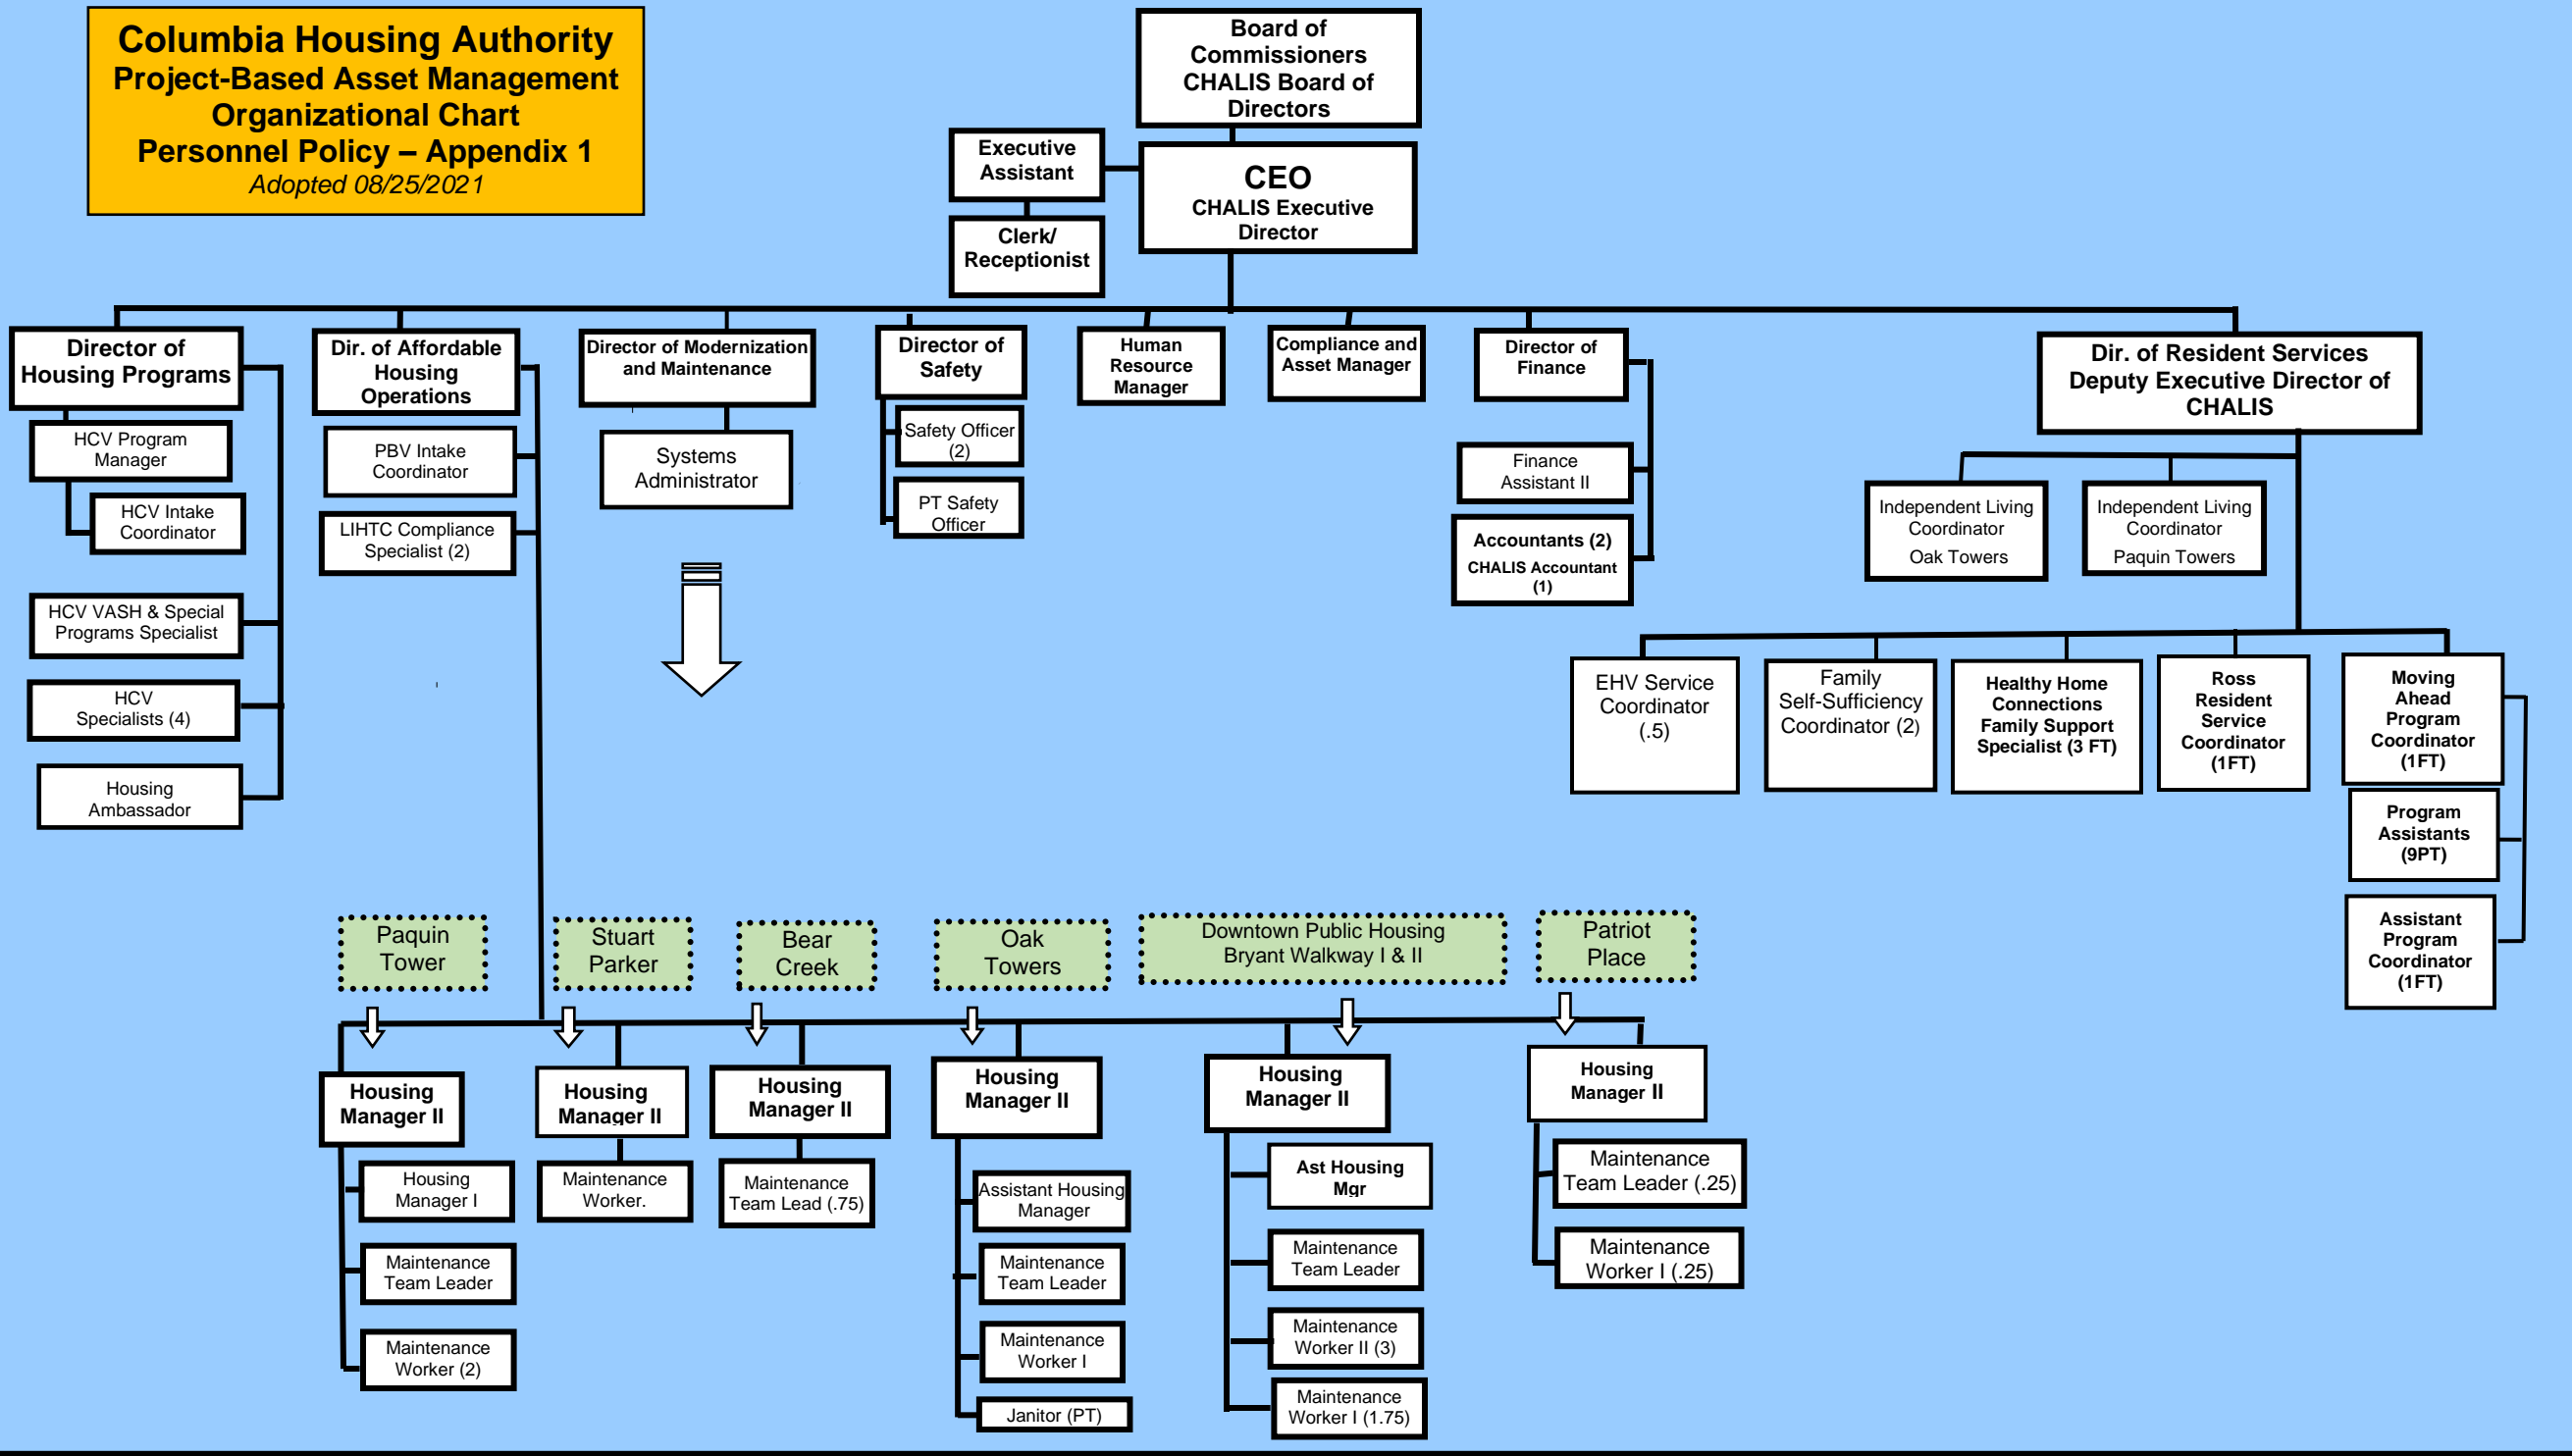 Columbia Housing Authority
Project-Based Asset Management
Organizational Chart
Personnel Policy – Appendix 1
Adopted 08/25/2021
Board of
Commissioners
CHALIS Board of
Directors
Executive
Assistant
CEO
CHALIS Executive
Director
Clerk/
Receptionist
Director of
Housing Programs
Dir. of Affordable
Housing
Operations
Director of Modernization
and Maintenance
Director of
Safety
Human
Resource
Manager
Compliance and
Asset Manager
Director of
Finance
Dir. of Resident Services
Deputy Executive Director of
CHALIS
HCV Program
Manager
HCV Intake
Coordinator
HCV VASH & Special
Programs Specialist
HCV
Specialists (4)
Housing
Ambassador
PBV Intake
Coordinator
LIHTC Compliance
Specialist (2)
Systems
Administrator
Safety Officer
(2)
PT Safety
Officer
Finance
Assistant II
Accountants (2)
CHALIS Accountant
(1)
Independent Living
Coordinator
Oak Towers
Independent Living
Coordinator
Paquin Towers
EHV Service
Coordinator
(.5)
Family
Self-Sufficiency
Coordinator (2)
Healthy Home
Connections
Family Support
Specialist (3 FT)
Ross
Resident
Service
Coordinator
(1FT)
Moving
Ahead
Program
Coordinator
(1FT)
Program
Assistants
(9PT)
Assistant
Program
Coordinator
(1FT)
Paquin
Tower
Stuart
Parker
Bear
Creek
Oak
Towers
Downtown Public Housing
Bryant Walkway I & II
Patriot
Place
Housing
Manager II
Housing
Manager I
Maintenance
Team Leader
Maintenance
Worker (2)
Housing
Manager II
Maintenance
Worker.
Housing
Manager II
Maintenance
Team Lead (.75)
Housing
Manager II
Assistant Housing
Manager
Maintenance
Team Leader
Maintenance
Worker I
Janitor (PT)
Housing
Manager II
Ast Housing
Mgr
Maintenance
Team Leader
Maintenance
Worker II (3)
Maintenance
Worker I (1.75)
Housing
Manager II
Maintenance
Team Leader (.25)
Maintenance
Worker I (.25)